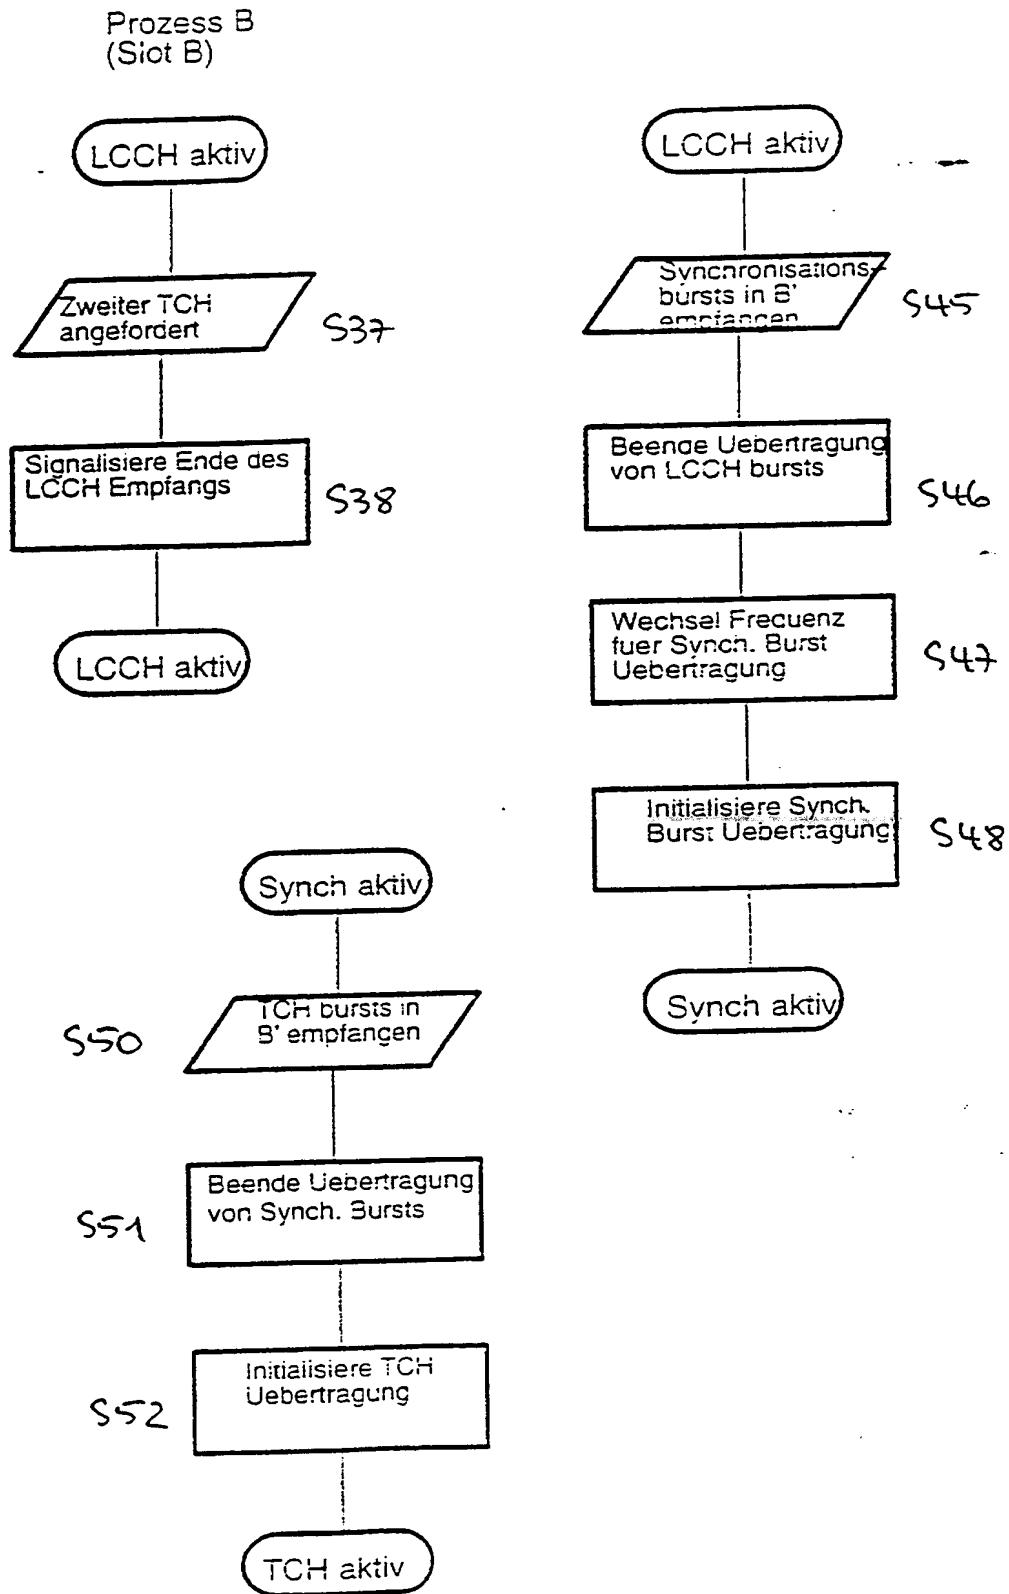 Prozess B
(Slot B)
LCCH aktiv
Zweiter TCH
angefordert
S37
Signalisiere Ende des
LCCH Empfangs
S38
LCCH aktiv
LCCH aktiv
Synchronisations-
bursts in B'
empfangen
S45
Beende Uebertragung
von LCCH bursts
S46
Wechsel Frequenz
fuer Synch. Burst
Uebertragung
S47
Initialisiere Synch.
Burst Uebertragung
S48
Synch aktiv
Synch aktiv
TCH bursts in
B' empfangen
S50
Beende Uebertragung
von Synch. Bursts
S51
Initialisiere TCH
Uebertragung
S52
TCH aktiv